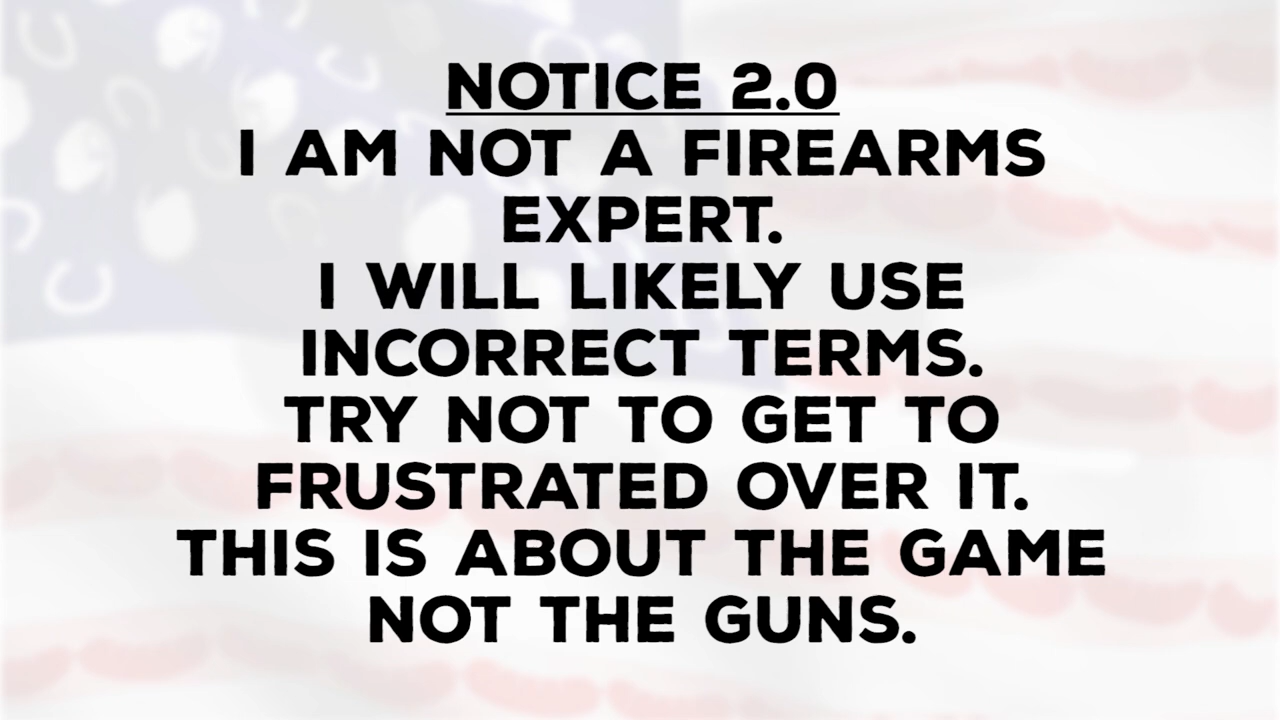 NOTICE 2.0
I AM NOT A FIREARMS
EXPERT.
I WILL LIKELY USE
INCORRECT TERMS.
TRY NOT TO GET TO
FRUSTRATED OVER IT.
THIS IS ABOUT THE GAME
NOT THE GUNS.